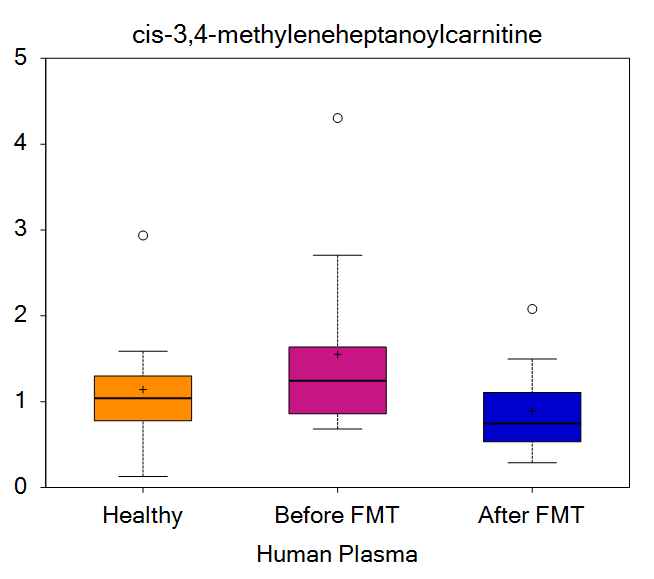 cis-3,4-methyleneheptanoylcarnitine
5
4
3
2
1
0
Healthy Before FMT After FMT
Human Plasma